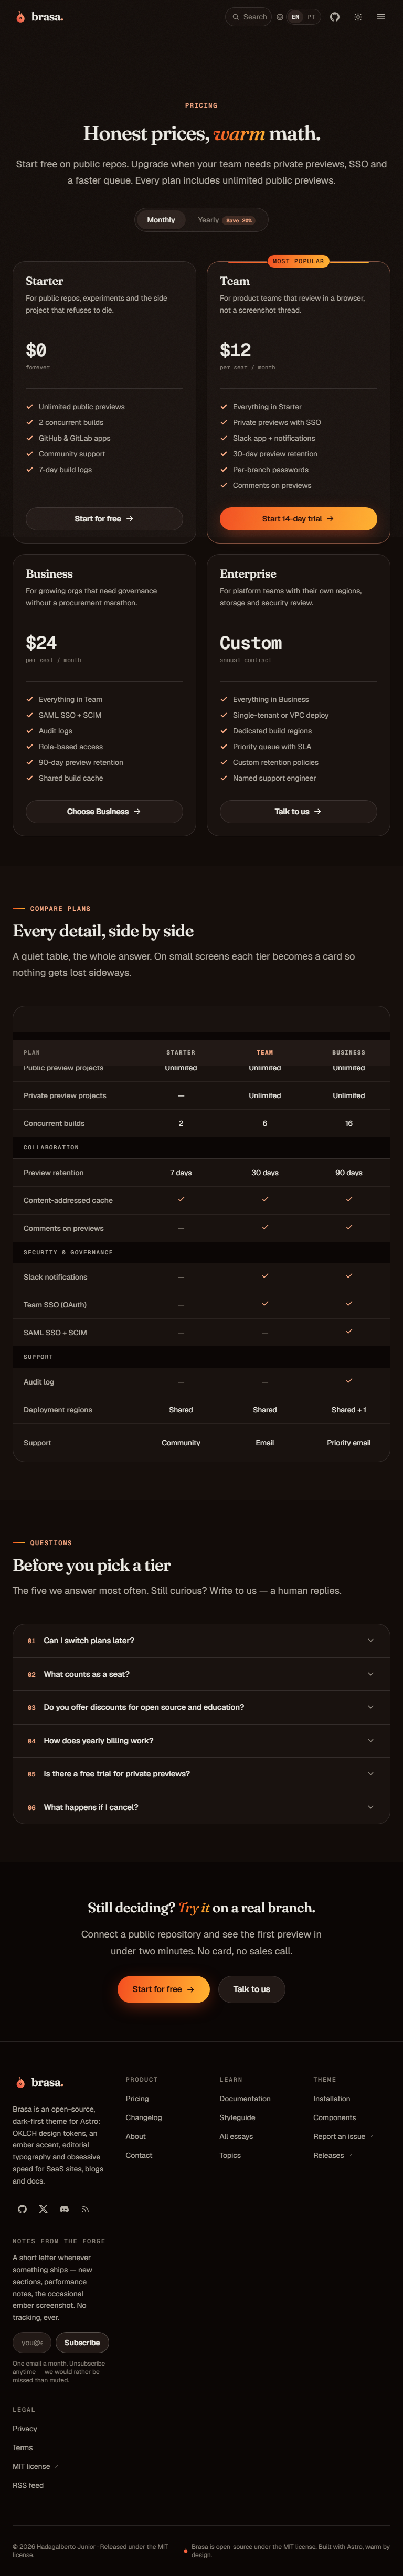 brasa.
Search
EN PT
PRICING
Honest prices, warm math.
Start free on public repos. Upgrade when your team needs private previews, SSO and
a faster queue. Every plan includes unlimited public previews.
Monthly
Yearly Save 20%
Starter
For public repos, experiments and the side
project that refuses to die.
$0
forever
Unlimited public previews
2 concurrent builds
GitHub & GitLab apps
Community support
7-day build logs
Start for free →
MOST POPULAR
Team
For product teams that review in a browser,
not a screenshot thread.
$12
per seat / month
Everything in Starter
Private previews with SSO
Slack app + notifications
30-day preview retention
Per-branch passwords
Comments on previews
Start 14-day trial →
Business
For growing orgs that need governance
without a procurement marathon.
$24
per seat / month
Everything in Team
SAML SSO + SCIM
Audit logs
Role-based access
90-day preview retention
Shared build cache
Choose Business →
Enterprise
For platform teams with their own regions,
storage and security review.
Custom
annual contract
Everything in Business
Single-tenant or VPC deploy
Dedicated build regions
Priority queue with SLA
Custom retention policies
Named support engineer
Talk to us →
COMPARE PLANS
Every detail, side by side
A quiet table, the whole answer. On small screens each tier becomes a card so
nothing gets lost sideways.
PLAN STARTER TEAM BUSINESS
Public preview projects Unlimited Unlimited Unlimited
Private preview projects — Unlimited Unlimited
Concurrent builds 2 6 16
COLLABORATION
Preview retention 7 days 30 days 90 days
Content-addressed cache ✓ ✓ ✓
Comments on previews — ✓ ✓
SECURITY & GOVERNANCE
Slack notifications — ✓ ✓
Team SSO (OAuth) — ✓ ✓
SAML SSO + SCIM — — ✓
SUPPORT
Audit log — — ✓
Deployment regions Shared Shared Shared + 1
Support Community Email Priority email
QUESTIONS
Before you pick a tier
The five we answer most often. Still curious? Write to us — a human replies.
01 Can I switch plans later?
02 What counts as a seat?
03 Do you offer discounts for open source and education?
04 How does yearly billing work?
05 Is there a free trial for private previews?
06 What happens if I cancel?
Still deciding? Try it on a real branch.
Connect a public repository and see the first preview in
under two minutes. No card, no sales call.
Start for free →
Talk to us
brasa.
Brasa is an open-source,
dark-first theme for Astro:
OKLCH design tokens, an
ember accent, editorial
typography and obsessive
speed for SaaS sites, blogs
and docs.
PRODUCT
Pricing
Changelog
About
Contact
LEARN
Documentation
Styleguide
All essays
Topics
THEME
Installation
Components
Report an issue ↗
Releases ↗
NOTES FROM THE FORGE
A short letter whenever
something ships — new
sections, performance
notes, the occasional
ember screenshot. No
tracking, ever.
you@
Subscribe
One email a month. Unsubscribe
anytime — we would rather be
missed than muted.
LEGAL
Privacy
Terms
MIT license ↗
RSS feed
© 2026 Hadagalberto Junior · Released under the MIT
license.
Brasa is open-source under the MIT license. Built with Astro, warm by
design.